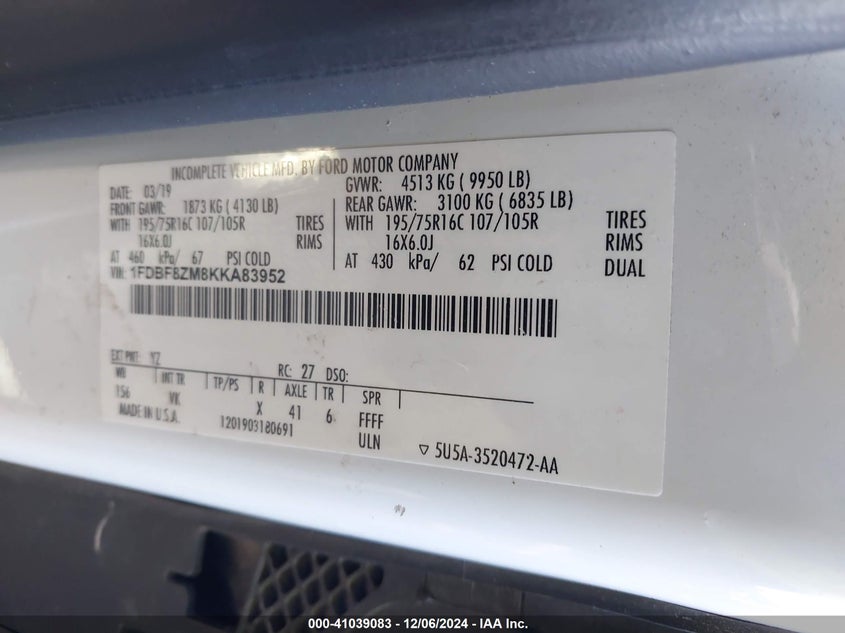 INCOMPLETE VEHICLE MFD. BY FORD MOTOR COMPANY
DATE: 03/19 GVWR: 4513 KG ( 9950 LB)
FRONT GAWR: 1873 KG ( 4130 LB) REAR GAWR: 3100 KG ( 6835 LB)
WITH 195/75R16C 107/105R TIRES WITH 195/75R16C 107/105R TIRES
16X6.0J RIMS 16X6.0J RIMS
AT 460 kPa/ 67 PSI COLD AT 430 kPa/ 62 PSI COLD DUAL
VIN: 1FDBF8ZM8KKA83952
EXT PNT: YZ RC: 27 DSO:
WB INT TR TP/PS R AXLE TR SPR
156 VK X 41 6 FFFF
MADE IN U.S.A. 1201903180691 ULN
▽ 5U5A-3520472-AA
000-41039083 - 12/06/2024 - IAA Inc.